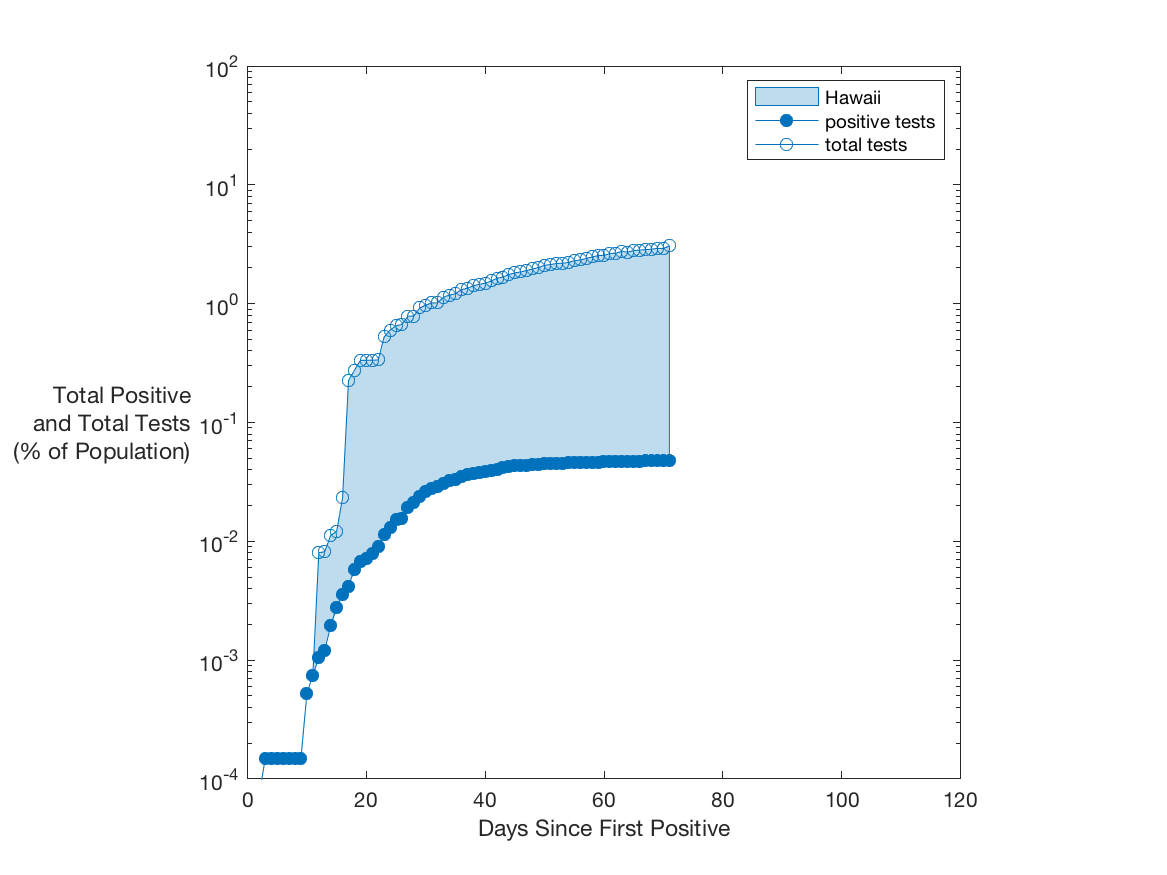 10^2
10^1
10^0
10^-1
10^-2
10^-3
10^-4
Total Positive
and Total Tests
(% of Population)
Hawaii
positive tests
total tests
0 20 40 60 80 100 120
Days Since First Positive